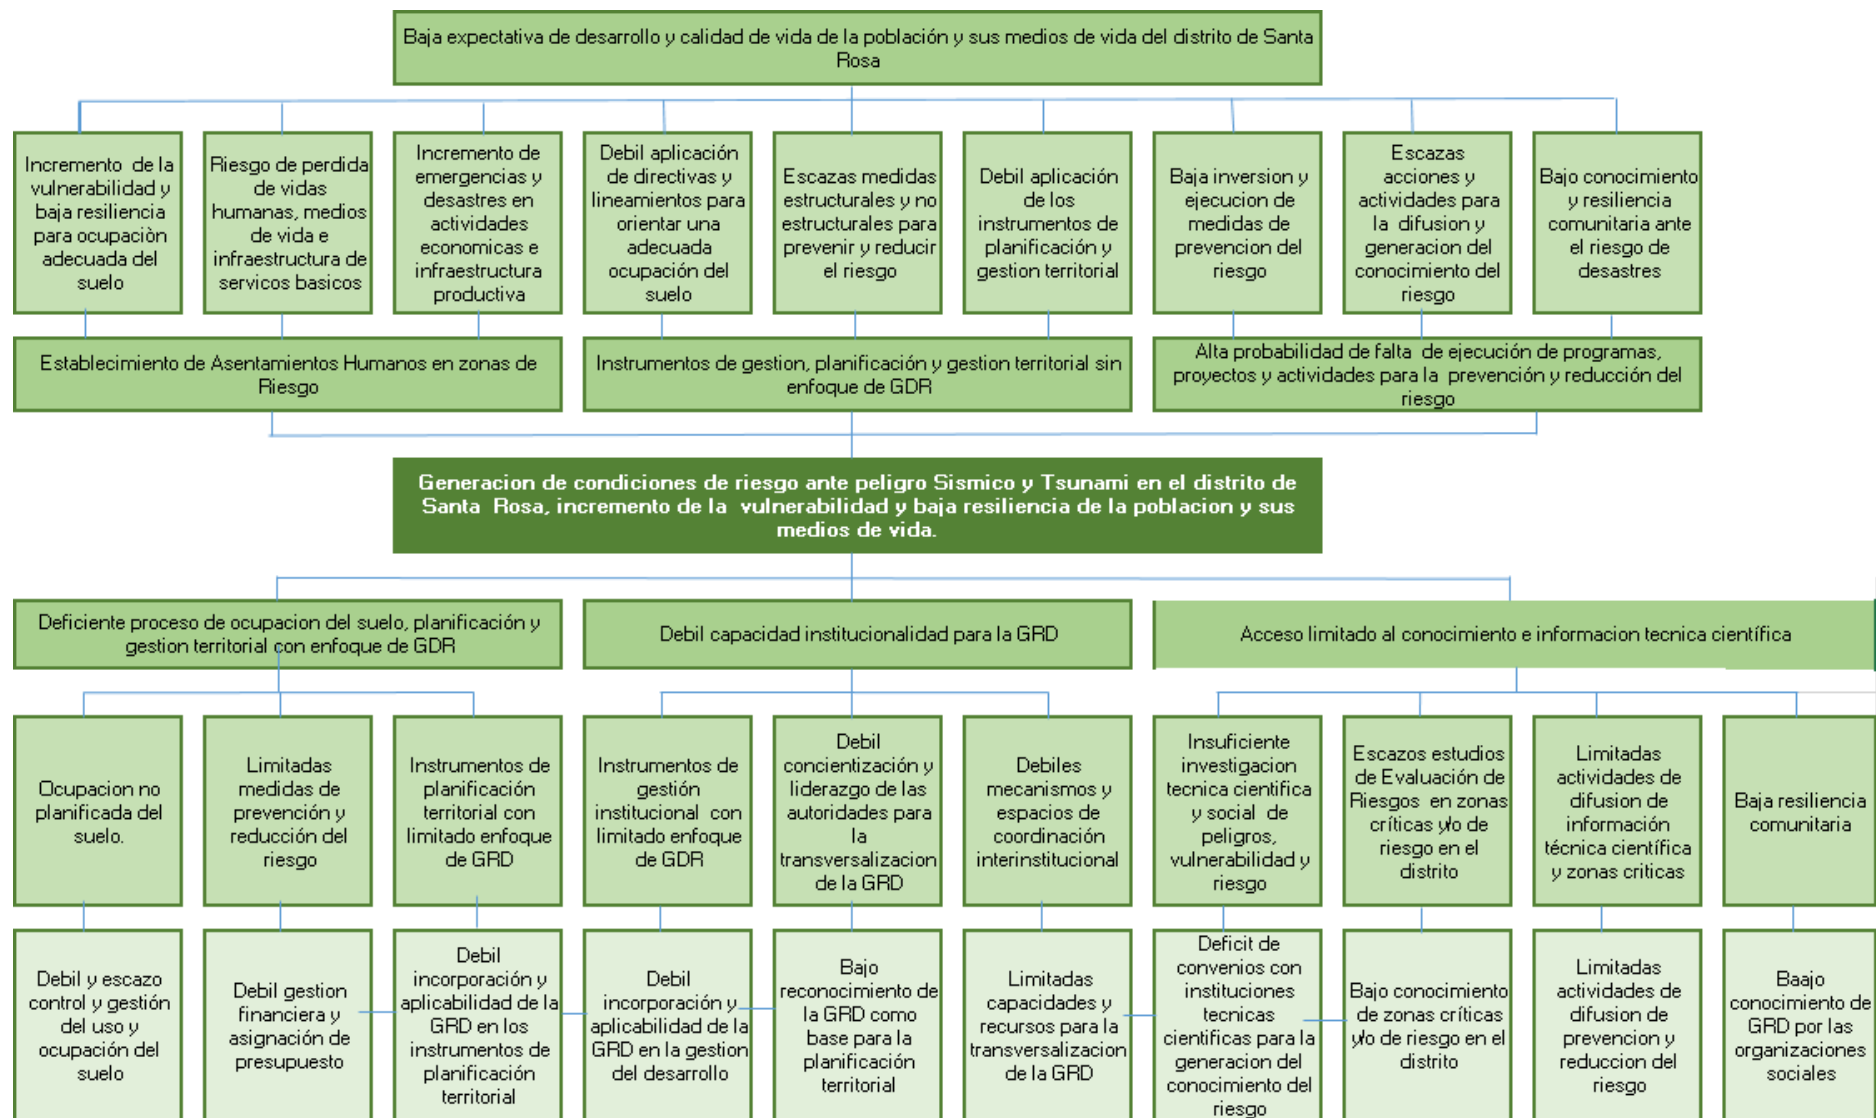 Baja expectativa de desarrollo y calidad de vida de la población y sus medios de vida del distrito de Santa
Rosa
Incremento de la
vulnerabilidad y
baja resiliencia
para ocupaciòn
adecuada del
suelo
Riesgo de perdida
de vidas
humanas, medios
de vida e
infraestructura de
servicos basicos
Incremento de
emergencias y
desastres en
actividades
economicas e
infraestructura
productiva
Debil aplicación
de directivas y
lineamientos para
orientar una
adecuada
ocupación del
suelo
Escazas medidas
estructurales y no
estructurales para
prevenir y reducir
el riesgo
Debil aplicación
de los
instrumentos de
planificación y
gestion territorial
Baja inversion y
ejecucion de
medidas de
prevencion del
riesgo
Escazas
acciones y
actividades para
la difusion y
generacion del
conocimiento del
riesgo
Bajo conocimiento
y resiliencia
comunitaria ante
el riesgo de
desastres
Establecimiento de Asentamientos Humanos en zonas de
Riesgo
Instrumentos de gestion, planificación y gestion territorial sin
enfoque de GDR
Alta probabilidad de falta de ejecución de programas,
proyectos y actividades para la prevención y reducción del
riesgo
Generacion de condiciones de riesgo ante peligro Sismico y Tsunami en el distrito de
Santa Rosa, incremento de la vulnerabilidad y baja resiliencia de la poblacion y sus
medios de vida.
Deficiente proceso de ocupacion del suelo, planificación y
gestion territorial con enfoque de GDR
Debil capacidad institucionalidad para la GRD
Acceso limitado al conocimiento e informacion tecnica científica
Ocupacion no
planificada del
suelo.
Limitadas
medidas de
prevención y
reducción del
riesgo
Instrumentos de
planificación
territorial con
limitado enfoque
de GRD
Instrumentos de
gestión
institucional con
limitado enfoque
de GDR
Debil
concientización y
liderazgo de las
autoridades para
la
transversalizacion
de la GRD
Debiles
mecanismos y
espacios de
coordinación
interinstitucional
Insuficiente
investigacion
tecnica cientifica
y social de
peligros,
vulnerabilidad y
riesgo
Escazos estudios
de Evaluación de
Riesgos en zonas
críticas y/o de
riesgo en el
distrito
Limitadas
actividades de
difusion de
información
técnica científica
y zonas criticas
Baja resiliencia
comunitaria
Debil y escazo
control y gestión
del uso y
ocupación del
suelo
Debil gestion
financiera y
asignación de
presupuesto
Debil
incorporación y
aplicabilidad de la
GRD en los
instrumentos de
planificación
territorial
Debil
incorporación y
aplicabilidad de la
GRD en la gestion
del desarrollo
Bajo
reconocimiento de
la GRD como
base para la
planificación
territorial
Limitadas
capacidades y
recursos para la
transversalizacion
de la GRD
Deficit de
convenios con
instituciones
tecnicas
cientificas para la
generacion del
conocimiento del
riesgo
Bajo conocimiento
de zonas críticas
y/o de riesgo en el
distrito
Limitadas
actividades de
difusion de
prevencion y
reduccion del
riesgo
Baajo
conocimiento de
GRD por las
organizaciones
sociales